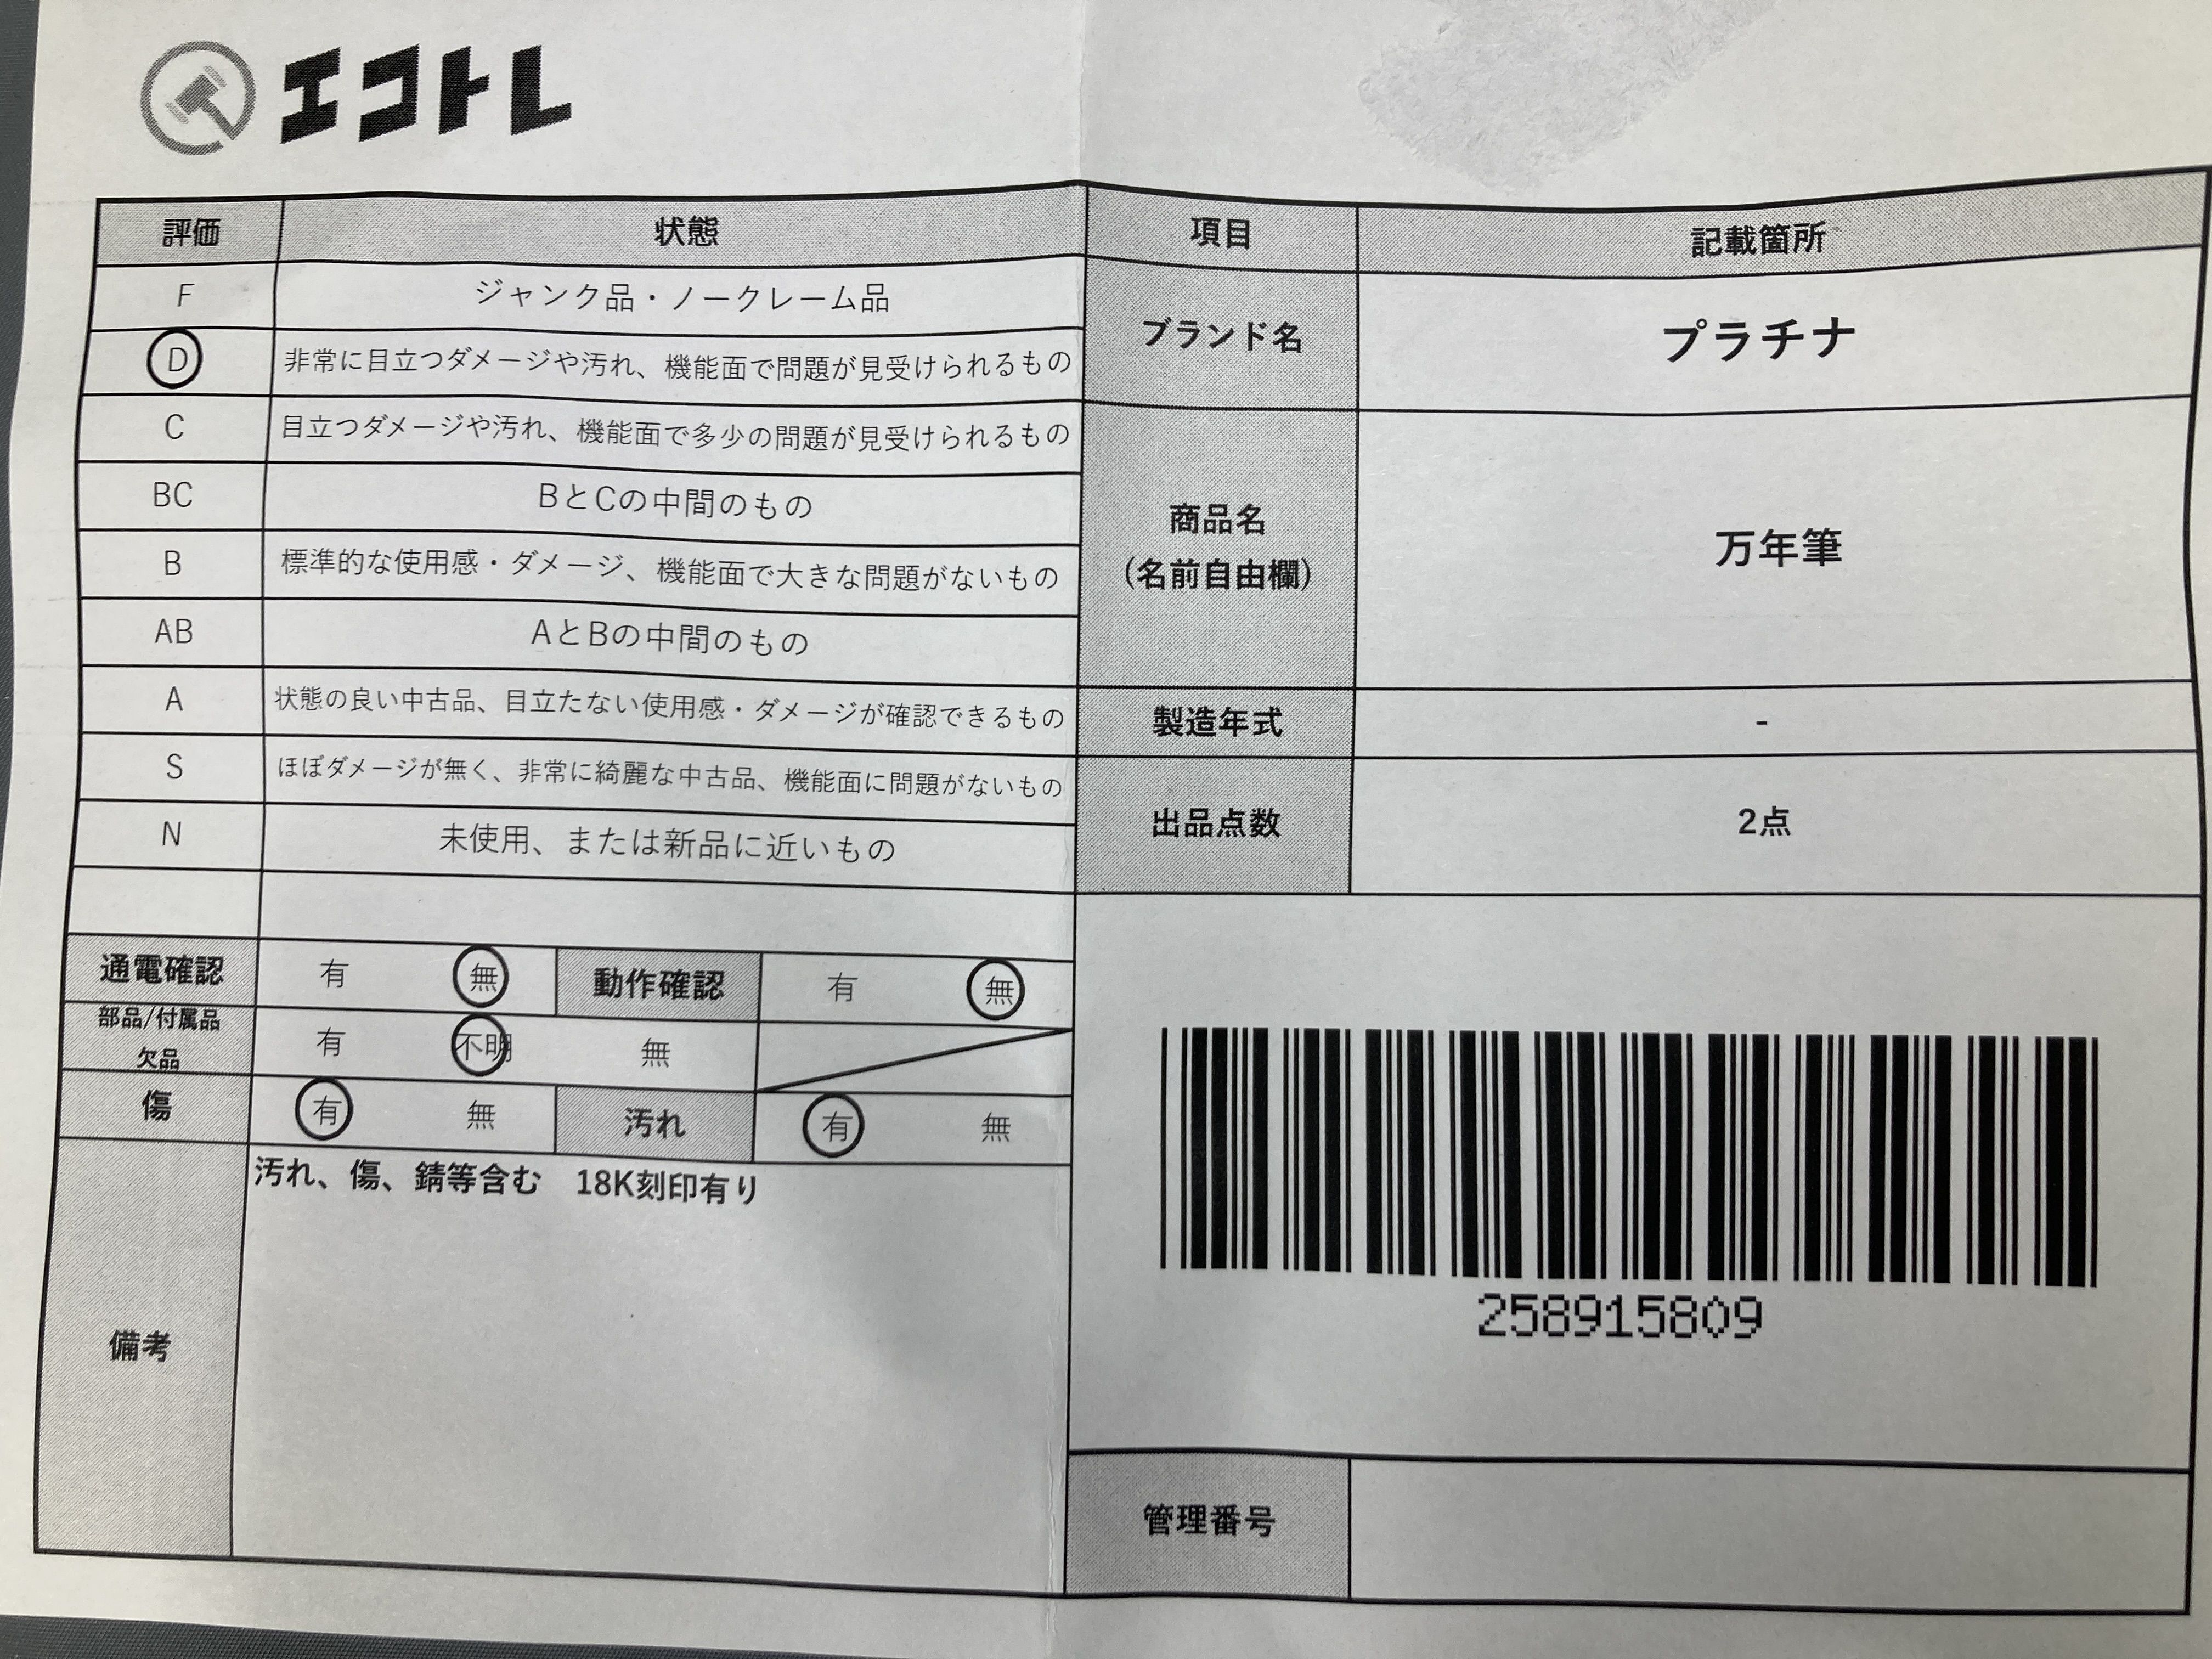 エコトレ
評価 状態
F ジャンク品・ノークレーム品
D 非常に目立つダメージや汚れ、機能面で問題が見受けられるもの
C 目立つダメージや汚れ、機能面で多少の問題が見受けられるもの
BC BとCの中間のもの
B 標準的な使用感・ダメージ、機能面で大きな問題がないもの
AB AとBの中間のもの
A 状態の良い中古品、目立たない使用感・ダメージが確認できるもの
S ほぼダメージが無く、非常に綺麗な中古品、機能面に問題がないもの
N 未使用、または新品に近いもの
通電確認 有 無 動作確認 有 無
部品/付属品
欠品 有 不明 無
傷 有 無 汚れ 有 無
備考 汚れ、傷、錆等含む 18K刻印有り
項目 記載箇所
ブランド名 プラチナ
商品名
(名前自由欄) 万年筆
製造年式 -
出品点数 2点
258915809
管理番号